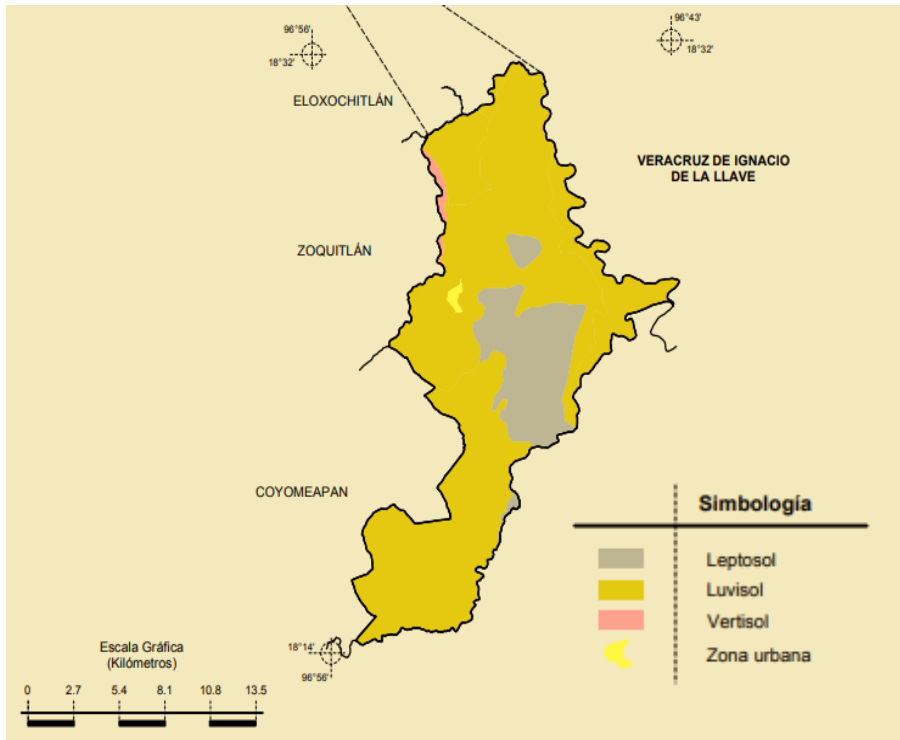 96°56'
18°32'
96°43'
18°32'
ELOXOCHITLÁN
VERACRUZ DE IGNACIO
DE LA LLAVE
ZOQUITLÁN
COYOMEAPAN
Simbología
Leptosol
Luvisol
Vertisol
Zona urbana
18°14'
96°56'
Escala Gráfica
(Kilómetros)
0 2.7 5.4 8.1 10.8 13.5